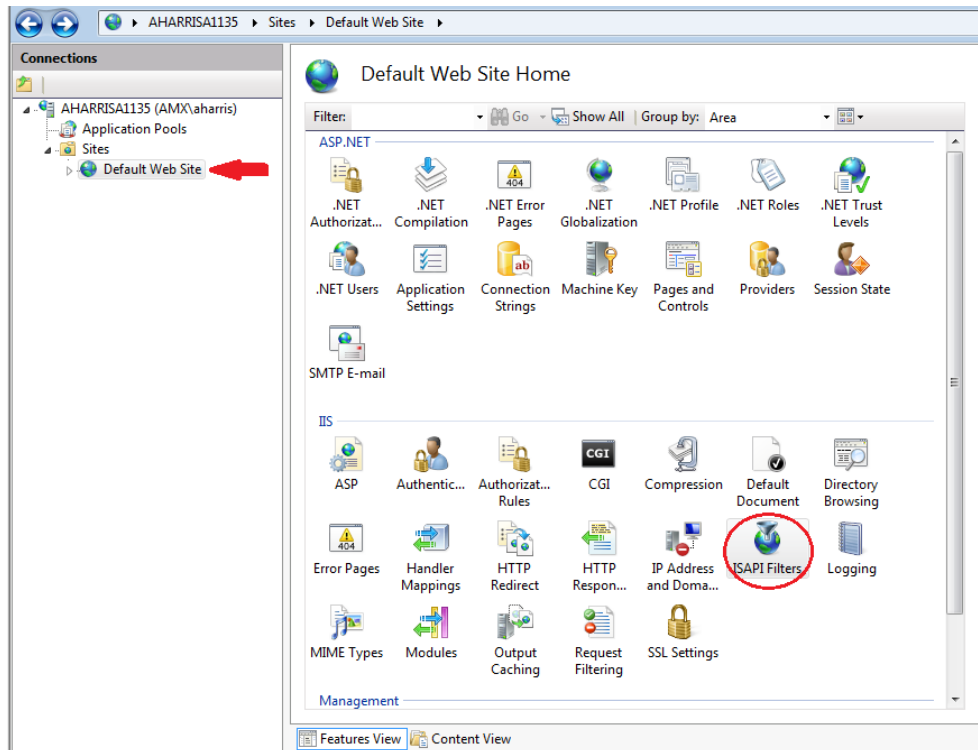 AHARRISA1135 Sites Default Web Site
Connections
AHARRISA1135 (AMX\aharris)
Application Pools
Sites
Default Web Site
Default Web Site Home
Filter: Go Show All Group by: Area
ASP.NET
.NET Authorizat...
.NET Compilation
404
.NET Error Pages
.NET Globalization
.NET Profile
.NET Roles
.NET Trust Levels
.NET Users
Application Settings
ab
Connection Strings
Machine Key
Pages and Controls
Providers
Session State
SMTP E-mail
IIS
ASP
Authentic...
Authorizat... Rules
CGI
CGI
Compression
Default Document
Directory Browsing
404
Error Pages
Handler Mappings
HTTP Redirect
HTTP Respon...
IP Address and Doma...
ISAPI Filters
Logging
MIME Types
Modules
Output Caching
Request Filtering
SSL Settings
Management
Features View Content View